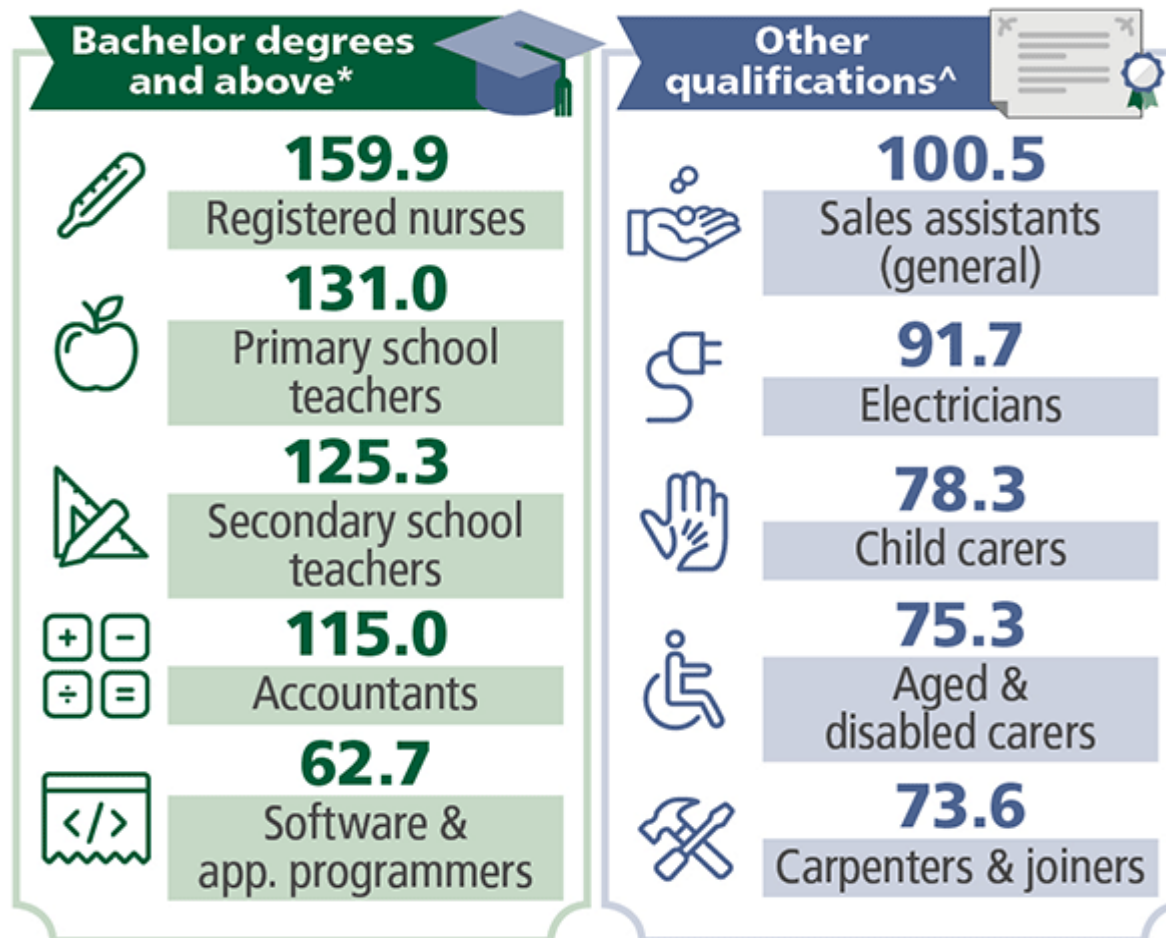 Bachelor degrees
and above*
159.9
Registered nurses
131.0
Primary school
teachers
125.3
Secondary school
teachers
+ −
÷ =
115.0
Accountants
</>
62.7
Software &
app. programmers
Other
qualifications^
100.5
Sales assistants
(general)
91.7
Electricians
78.3
Child carers
75.3
Aged &
disabled carers
73.6
Carpenters & joiners